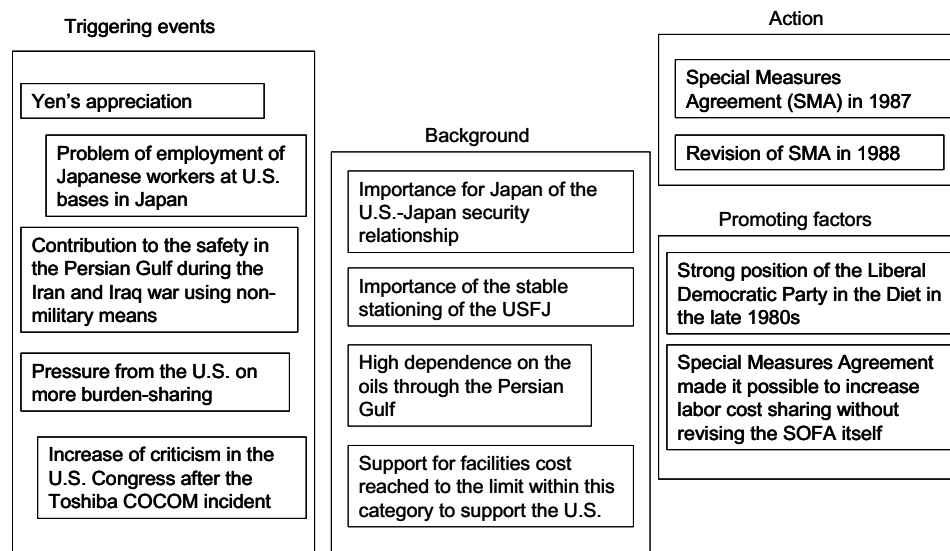 Triggering events
Yen's appreciation
Problem of employment of
Japanese workers at U.S.
bases in Japan
Contribution to the safety in
the Persian Gulf during the
Iran and Iraq war using non-
military means
Pressure from the U.S. on
more burden-sharing
Increase of criticism in the
U.S. Congress after the
Toshiba COCOM incident
Background
Importance for Japan of the
U.S.-Japan security
relationship
Importance of the stable
stationing of the USFJ
High dependence on the
oils through the Persian
Gulf
Support for facilities cost
reached to the limit within this
category to support the U.S.
Action
Special Measures
Agreement (SMA) in 1987
Revision of SMA in 1988
Promoting factors
Strong position of the Liberal
Democratic Party in the Diet in
the late 1980s
Special Measures Agreement
made it possible to increase
labor cost sharing without
revising the SOFA itself